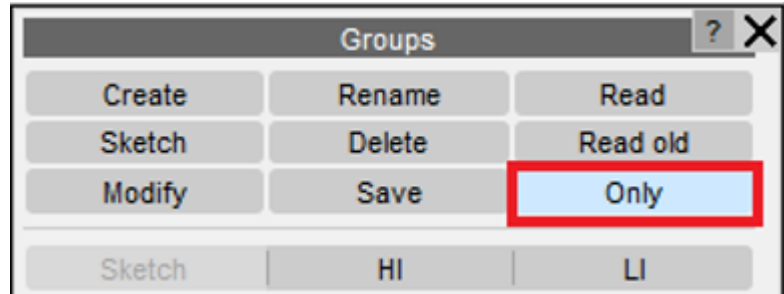 Groups ?
Create Rename Read
Sketch Delete Read old
Modify Save Only
Sketch HI LI